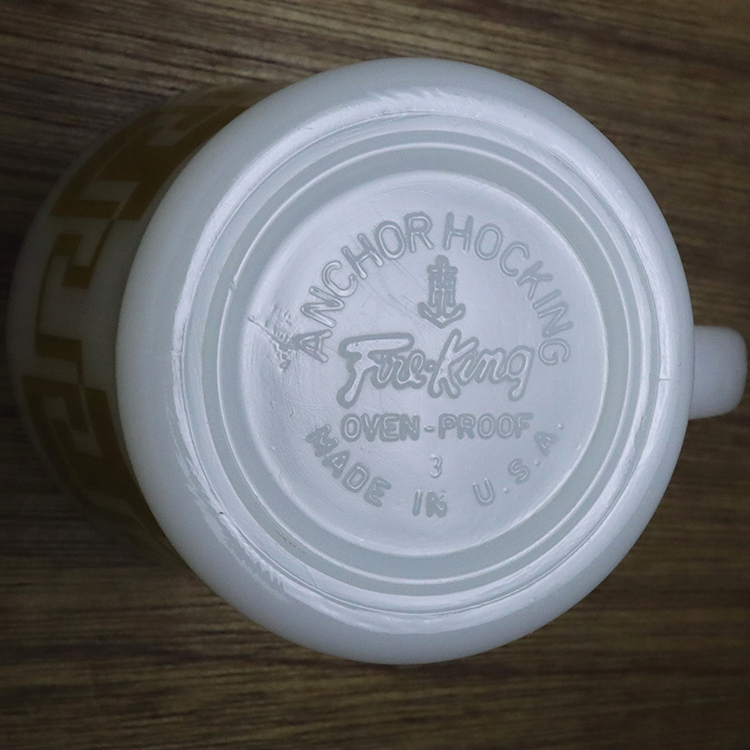 ANCHOR HOCKING
Fire-King
OVEN-PROOF
3
MADE IN U.S.A.